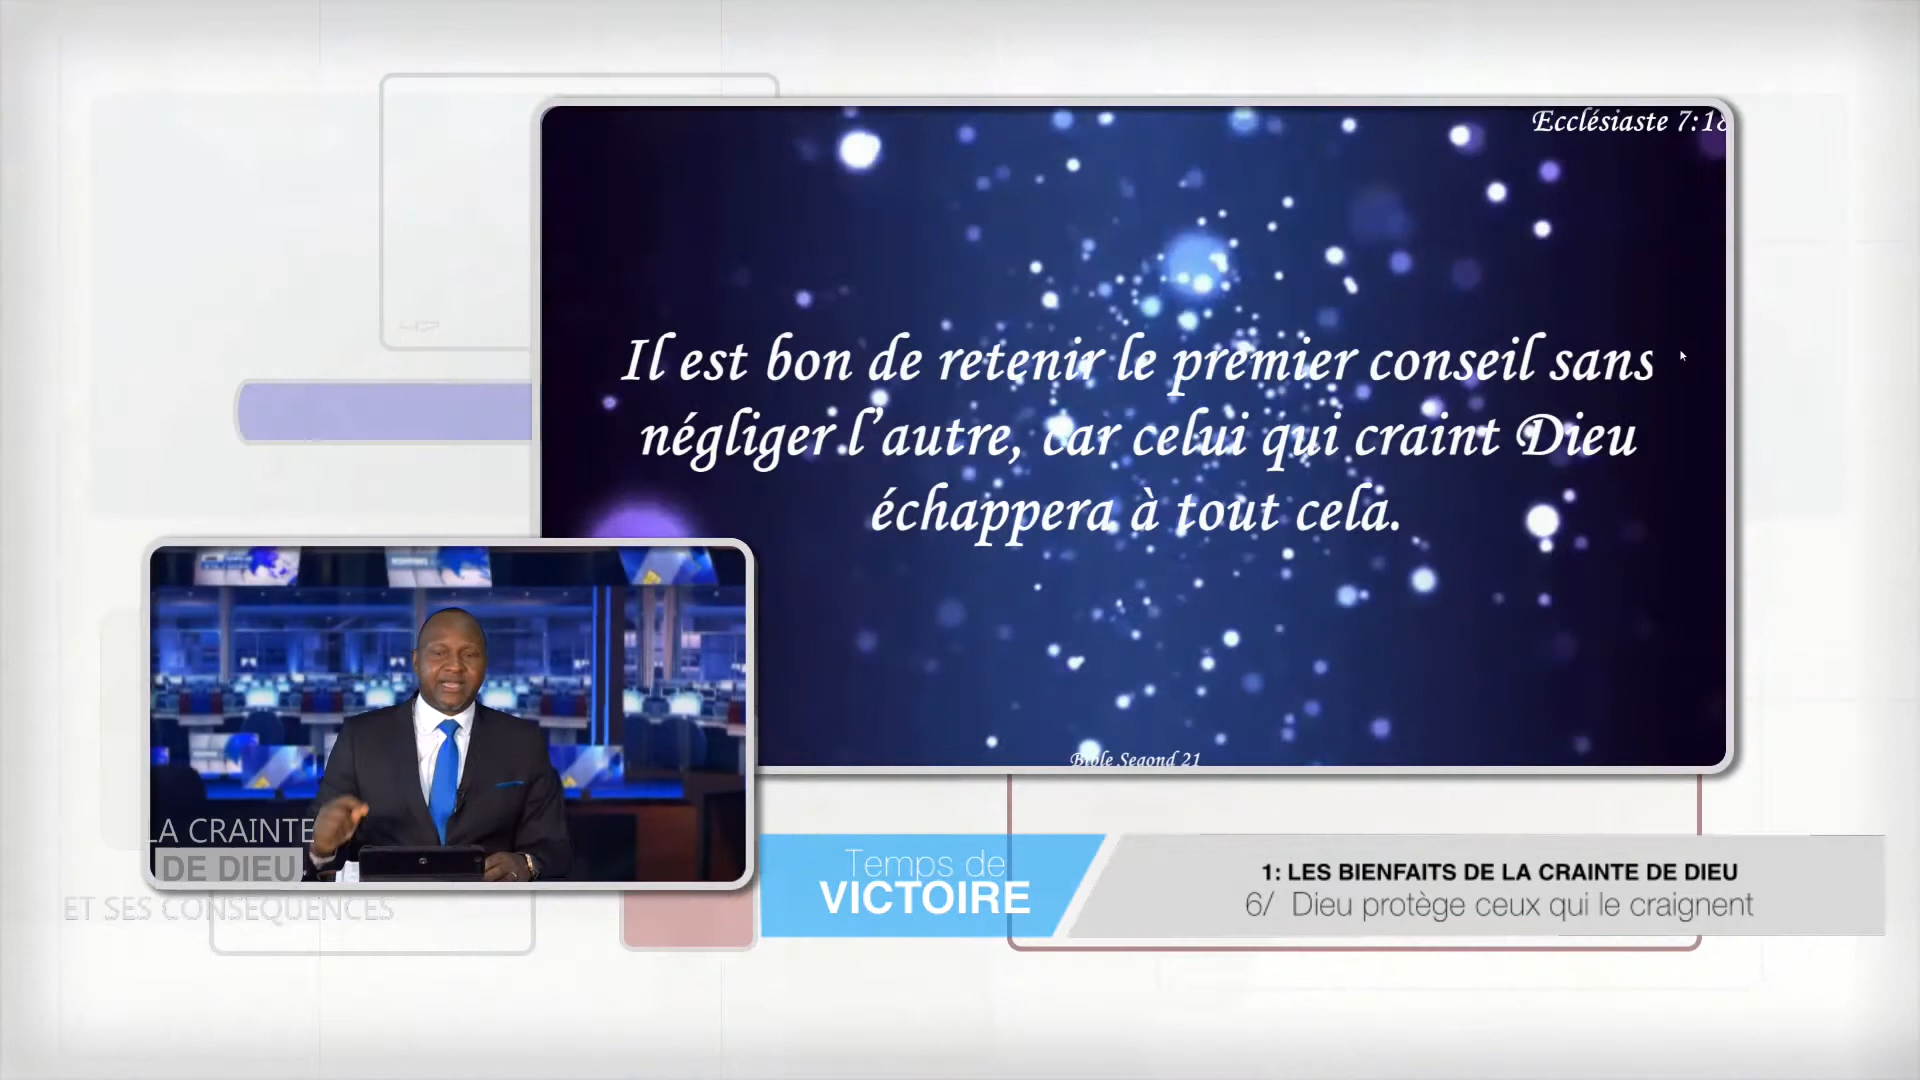 Ecclésiaste 7:18
Il est bon de retenir le premier conseil sans
négliger l’autre, car celui qui craint Dieu
échappera à tout cela.
Bible Segond 21
LA CRAINTE
DE DIEU
ET SES CONSÉQUENCES
Temps de
VICTOIRE
1: LES BIENFAITS DE LA CRAINTE DE DIEU
6/ Dieu protège ceux qui le craignent